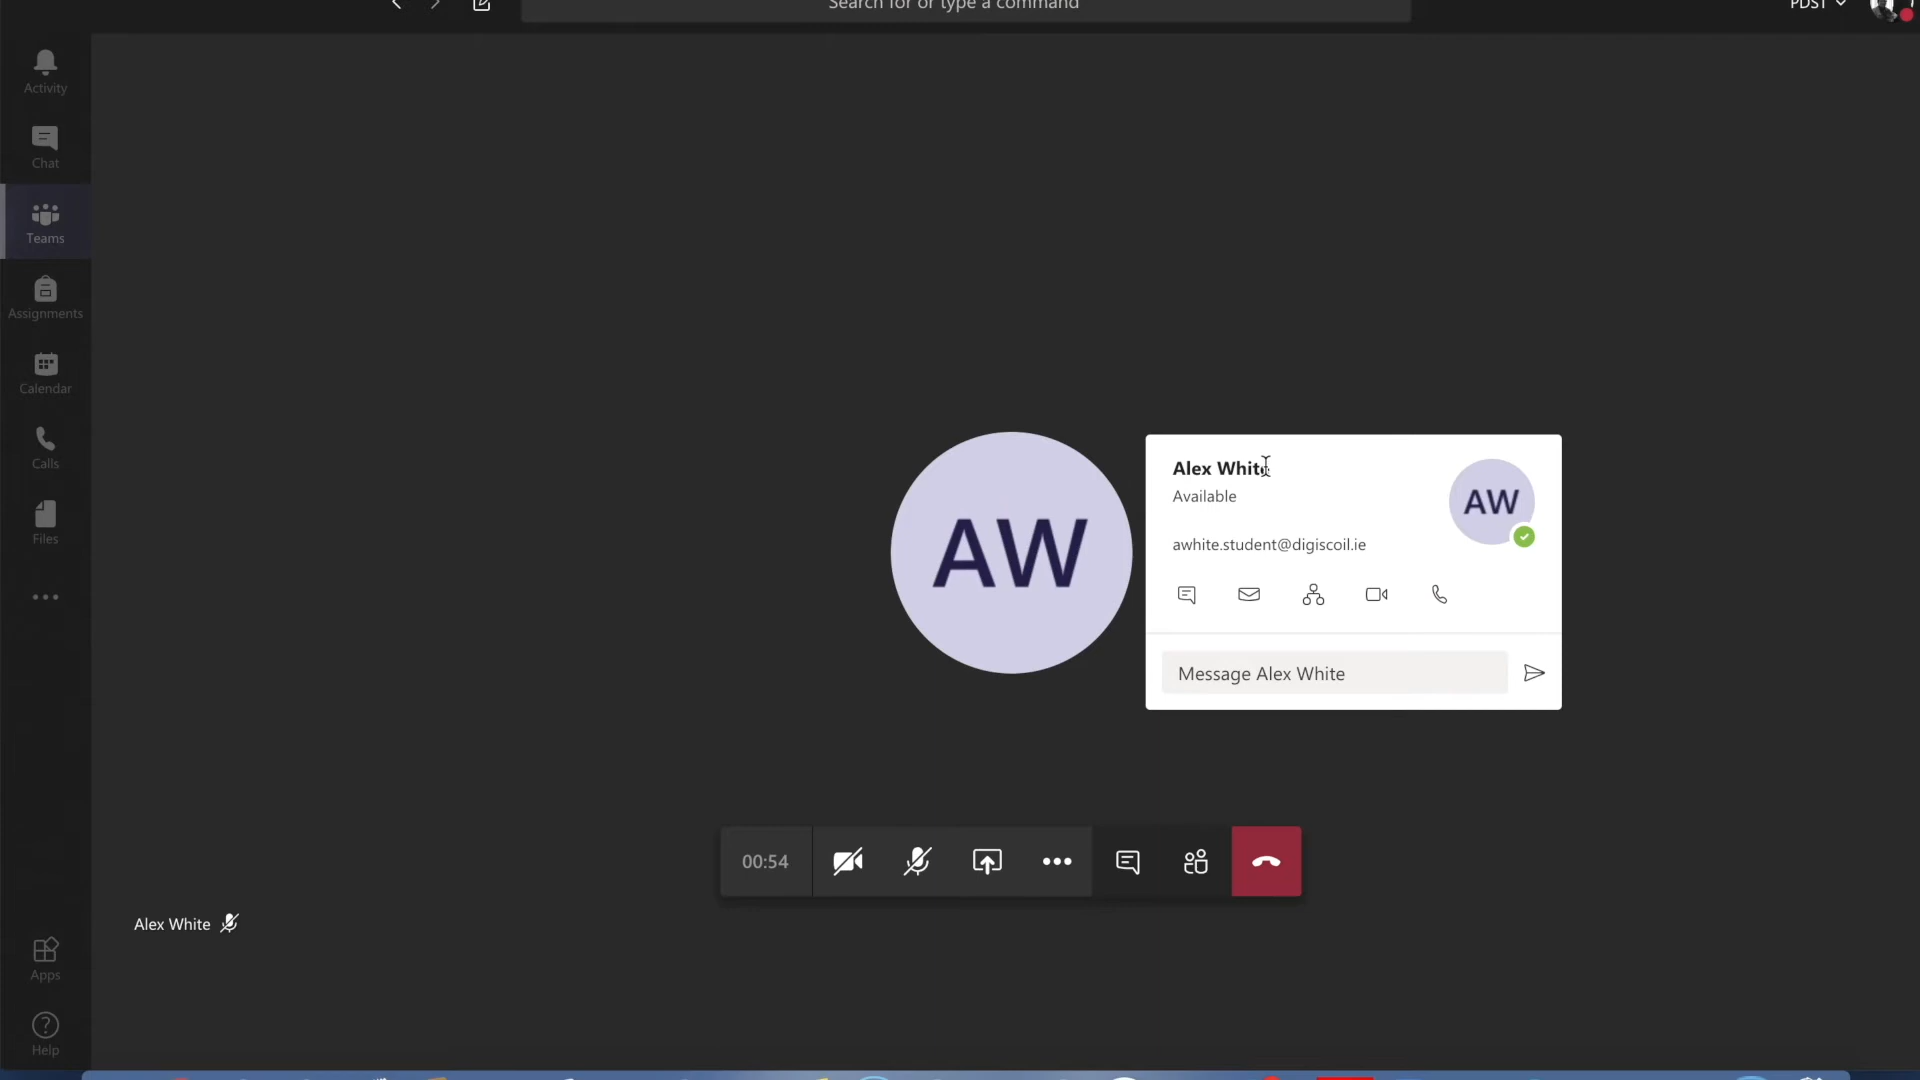 Search for or type a command
PDST
Activity
Chat
Teams
Assignments
Calendar
Calls
Files
Apps
Help
AW
Alex White
Available
AW
awhite.student@digiscoil.ie
Message Alex White
00:54
Alex White